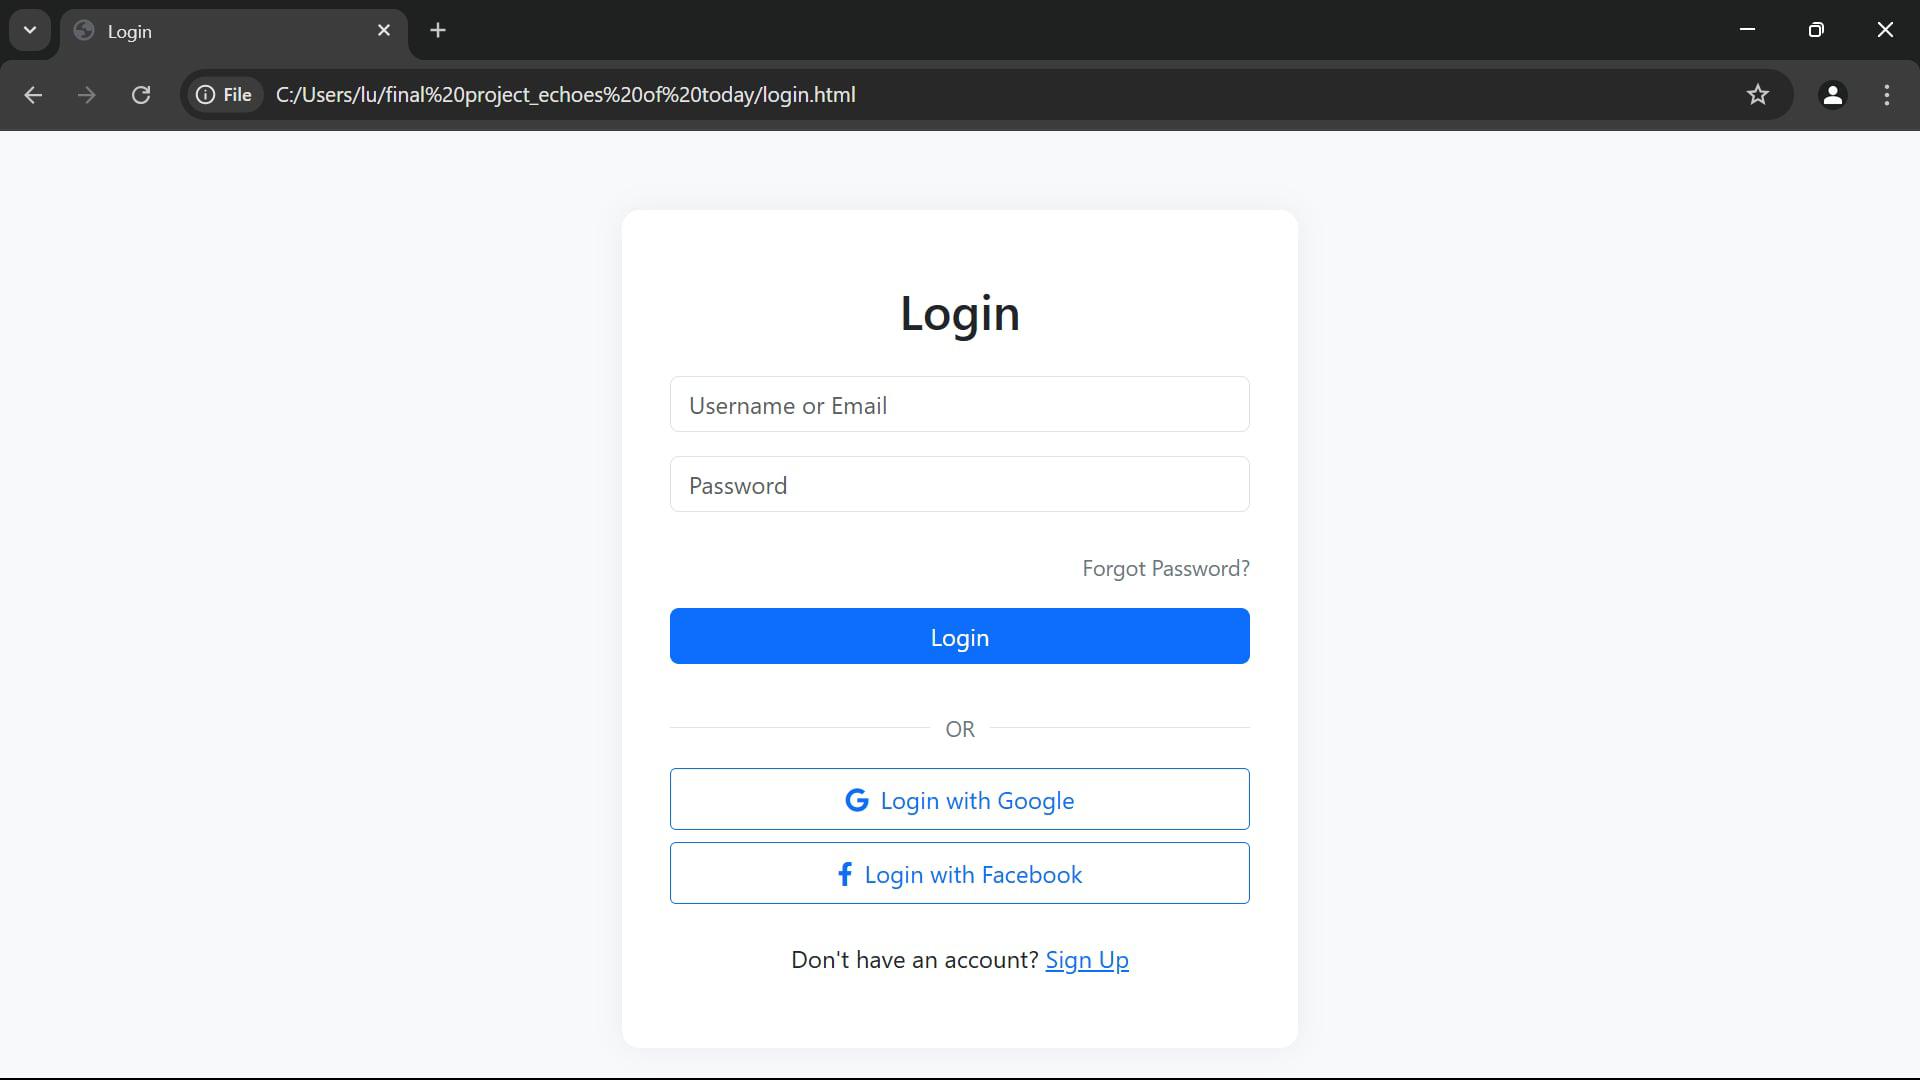 Login
File C:/Users/lu/final%20project_echoes%20of%20today/login.html
Login
Username or Email
Password
Forgot Password?
Login
OR
Login with Google
Login with Facebook
Don't have an account? Sign Up